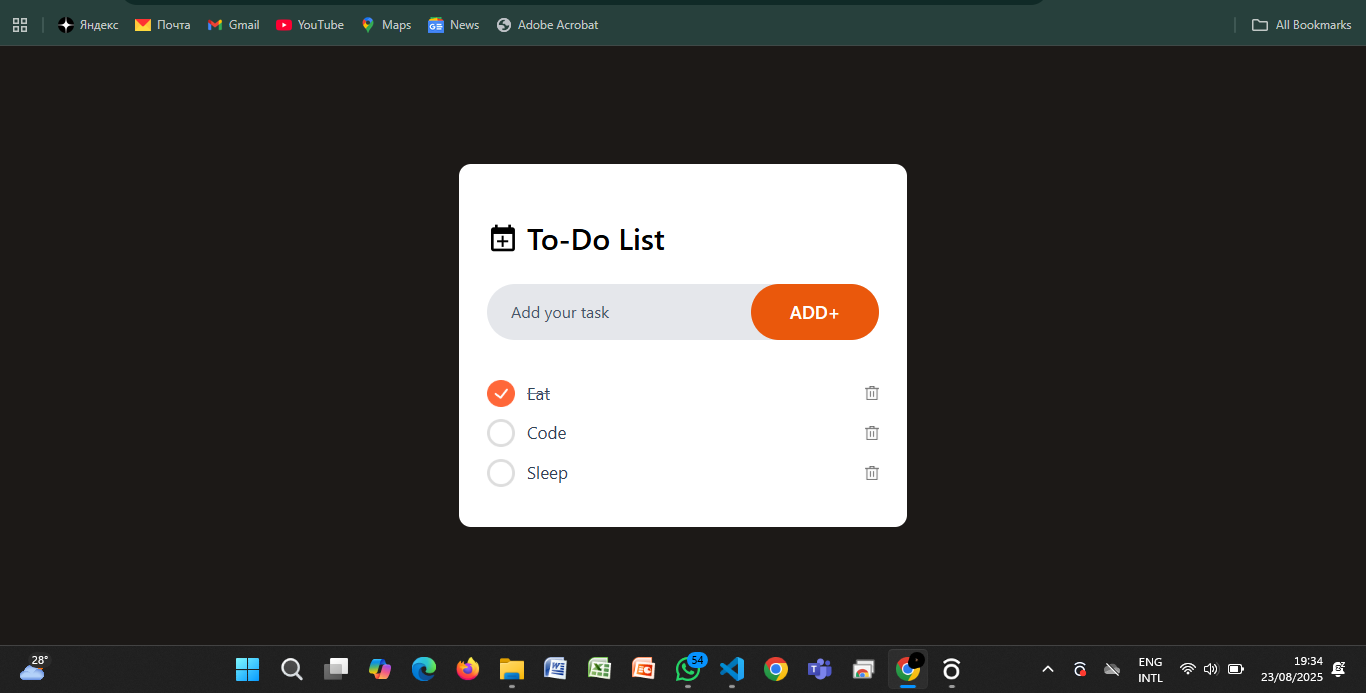 Яндекс Почта Gmail YouTube Maps News Adobe Acrobat All Bookmarks
To-Do List
Add your task ADD+
Eat
Code
Sleep
28° 54 ENG 19:34
INTL 23/08/2025